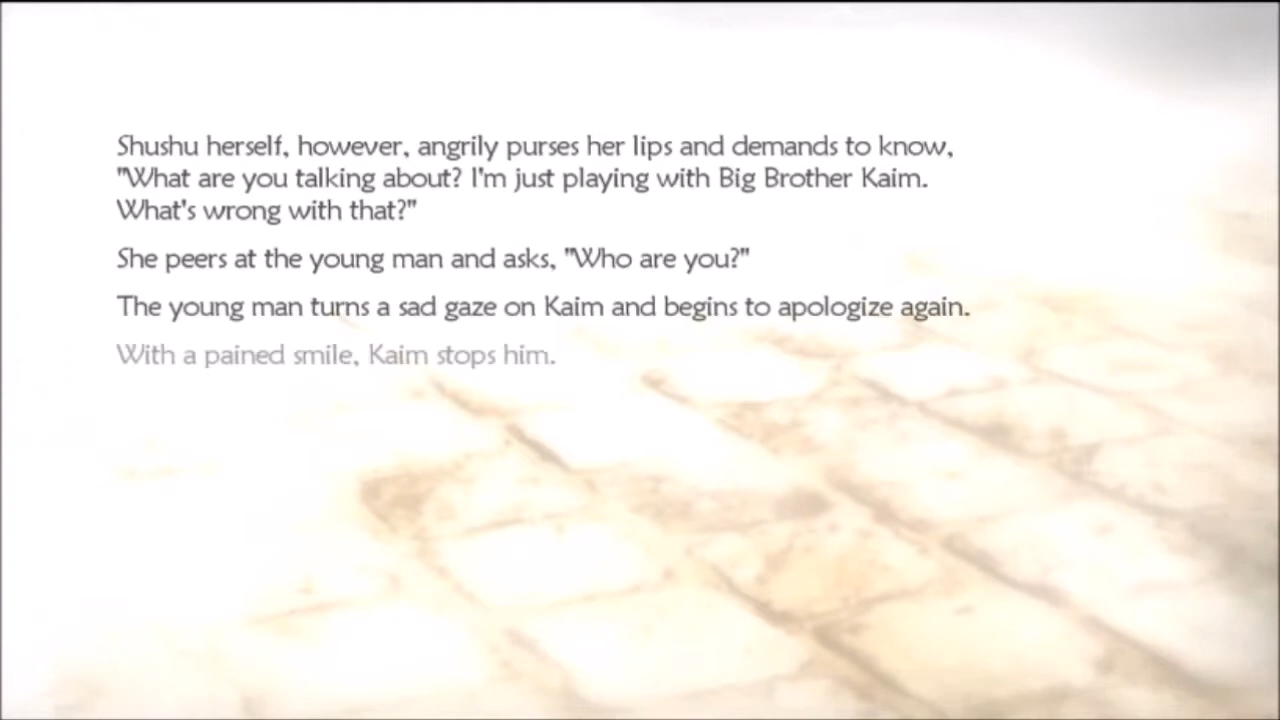 Shushu herself, however, angrily purses her lips and demands to know,
"What are you talking about? I'm just playing with Big Brother Kaim.
What's wrong with that?"
She peers at the young man and asks, "Who are you?"
The young man turns a sad gaze on Kaim and begins to apologize again.
With a pained smile, Kaim stops him.